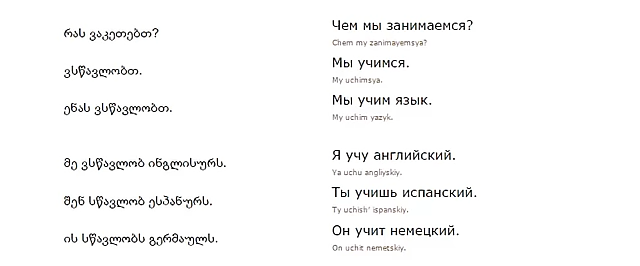 რას ვაკეთებთ?
Чем мы занимаемся?
Chem my zanimayemsya?
ვსწავლობთ.
Мы учимся.
My uchimsya.
ენას ვსწავლობთ.
Мы учим язык.
My uchim yazyk.
მე ვსწავლობ ინგლისურს.
Я учу английский.
Ya uchu angliyskiy.
შენ სწავლობ ესპანურს.
Ты учишь испанский.
Ty uchish' ispanskiy.
ის სწავლობს გერმაულს.
Он учит немецкий.
On uchit nemetskiy.